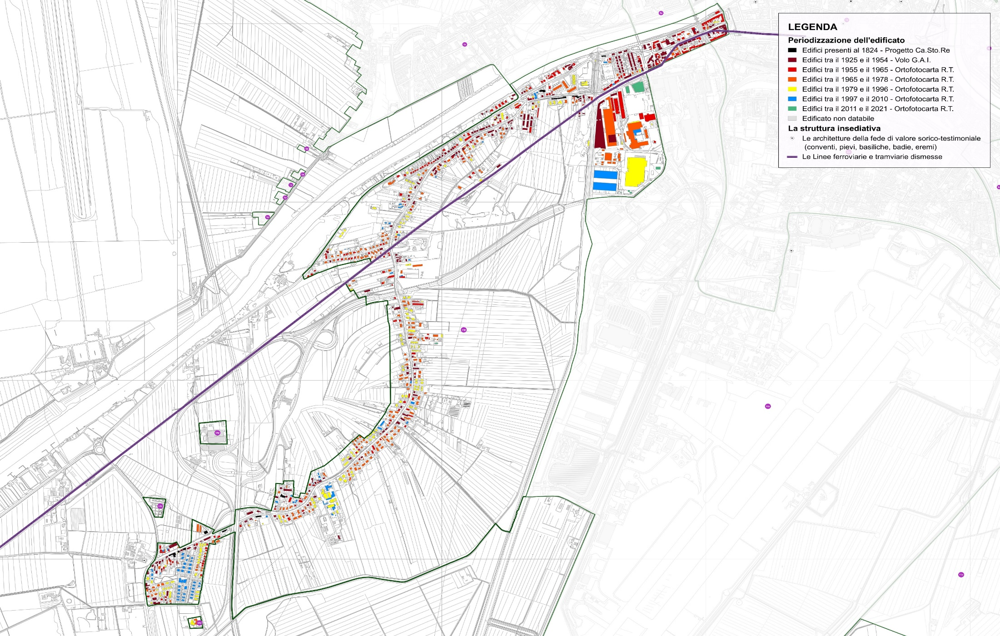 LEGENDA
Periodizzazione dell'edificato
Edifici presenti al 1824 - Progetto Ca.Sto.Re
Edifici tra il 1925 e il 1954 - Volo G.A.I.
Edifici tra il 1955 e il 1965 - Ortofotocarta R.T.
Edifici tra il 1965 e il 1978 - Ortofotocarta R.T.
Edifici tra il 1979 e il 1996 - Ortofotocarta R.T.
Edifici tra il 1997 e il 2010 - Ortofotocarta R.T.
Edifici tra il 2011 e il 2021 - Ortofotocarta R.T.
Edificato non databile
La struttura insediativa
Le architetture della fede di valore sorico-testimoniale
(conventi, pievi, basiliche, badie, eremi)
Le Linee ferroviarie e tramviarie dismesse